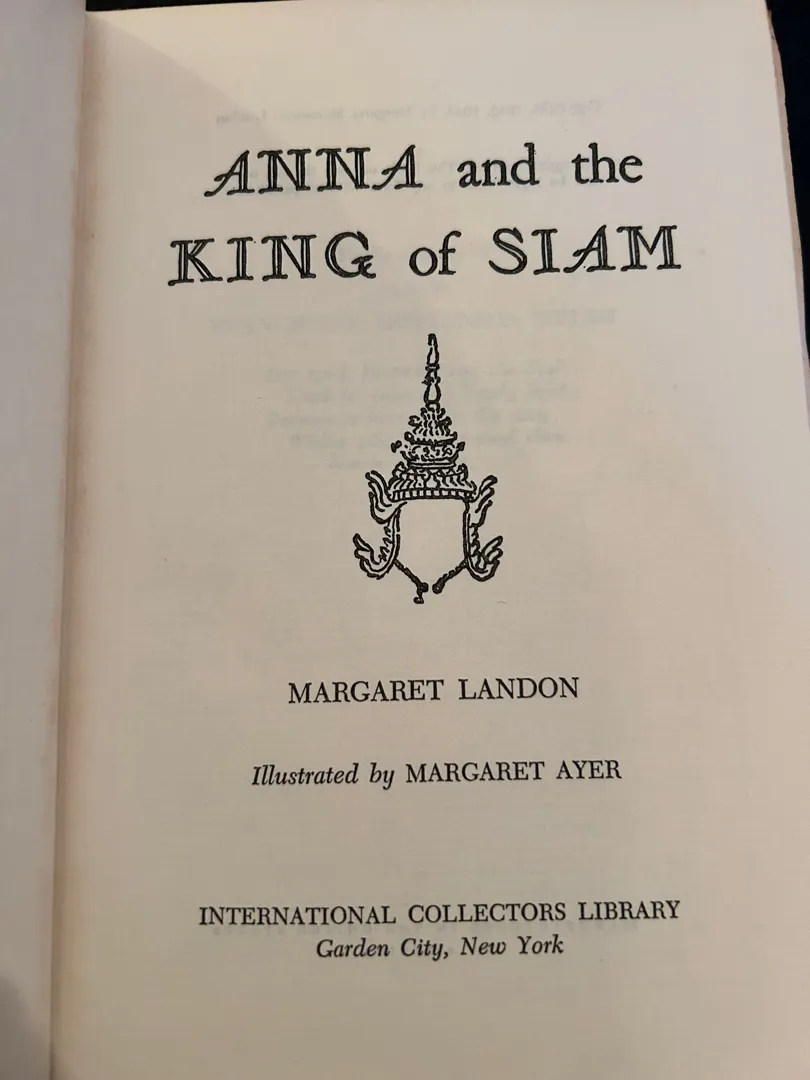 ANNA and the
KING of SIAM
MARGARET LANDON
Illustrated by MARGARET AYER
INTERNATIONAL COLLECTORS LIBRARY
Garden City, New York